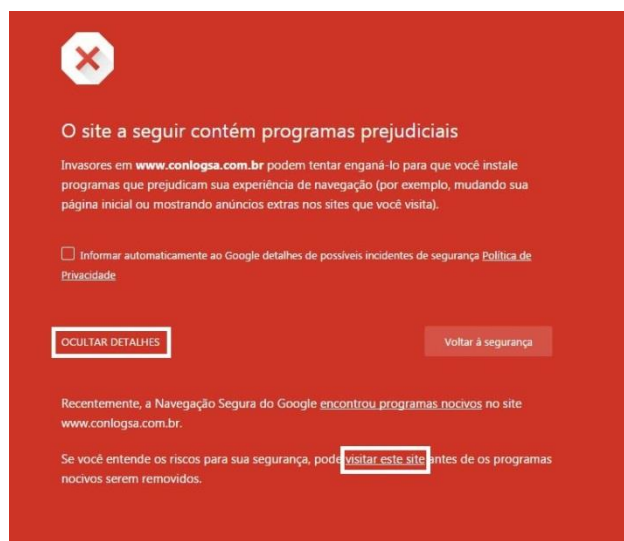 O site a seguir contém programas prejudiciais
Invasores em www.conlogsa.com.br podem tentar enganá-lo para que você instale
programas que prejudicam sua experiência de navegação (por exemplo, mudando sua
página inicial ou mostrando anúncios extras nos sites que você visita).
Informar automaticamente ao Google detalhes de possíveis incidentes de segurança Política de
Privacidade
OCULTAR DETALHES
Voltar à segurança
Recentemente, a Navegação Segura do Google encontrou programas nocivos no site
www.conlogsa.com.br.
Se você entende os riscos para sua segurança, pode visitar este site antes de os programas
nocivos serem removidos.